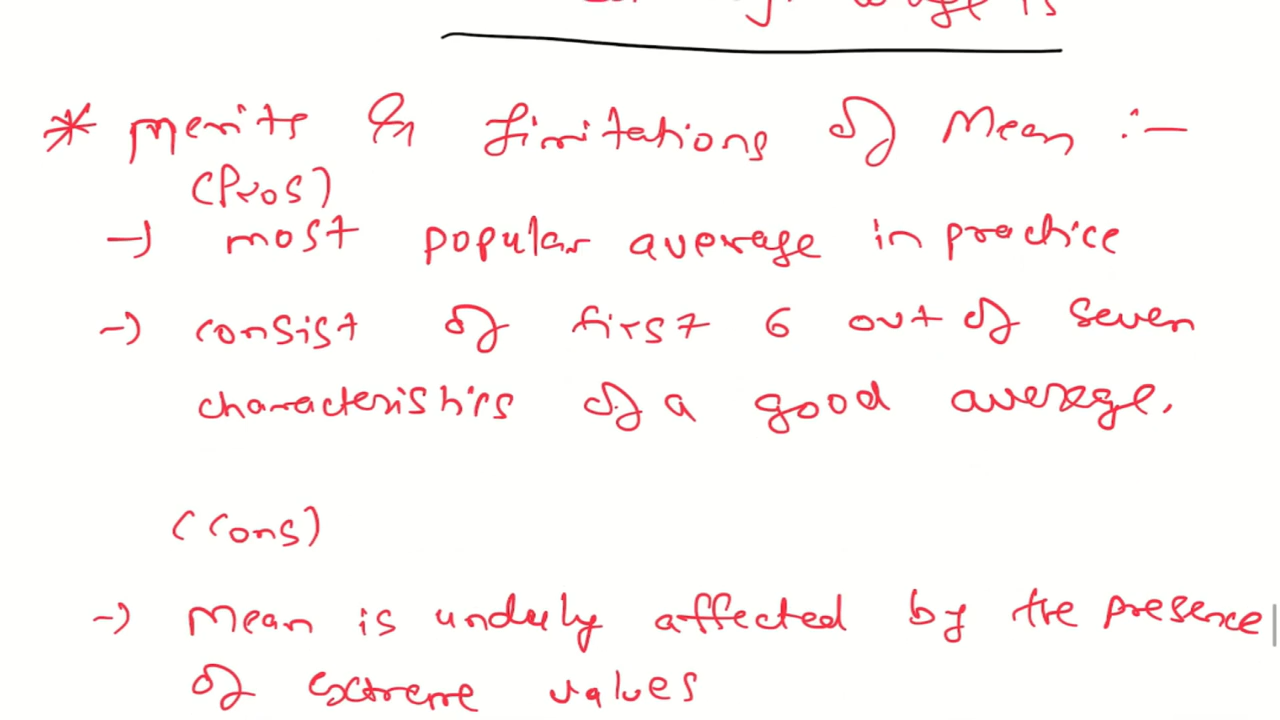 * Merits & Limitations of Mean :-
(Pros)
→ most popular average in practice
→ consist of first 6 out of seven
characteristics of a good average.
(Cons)
→ Mean is unduly affected by the presence
of extreme values